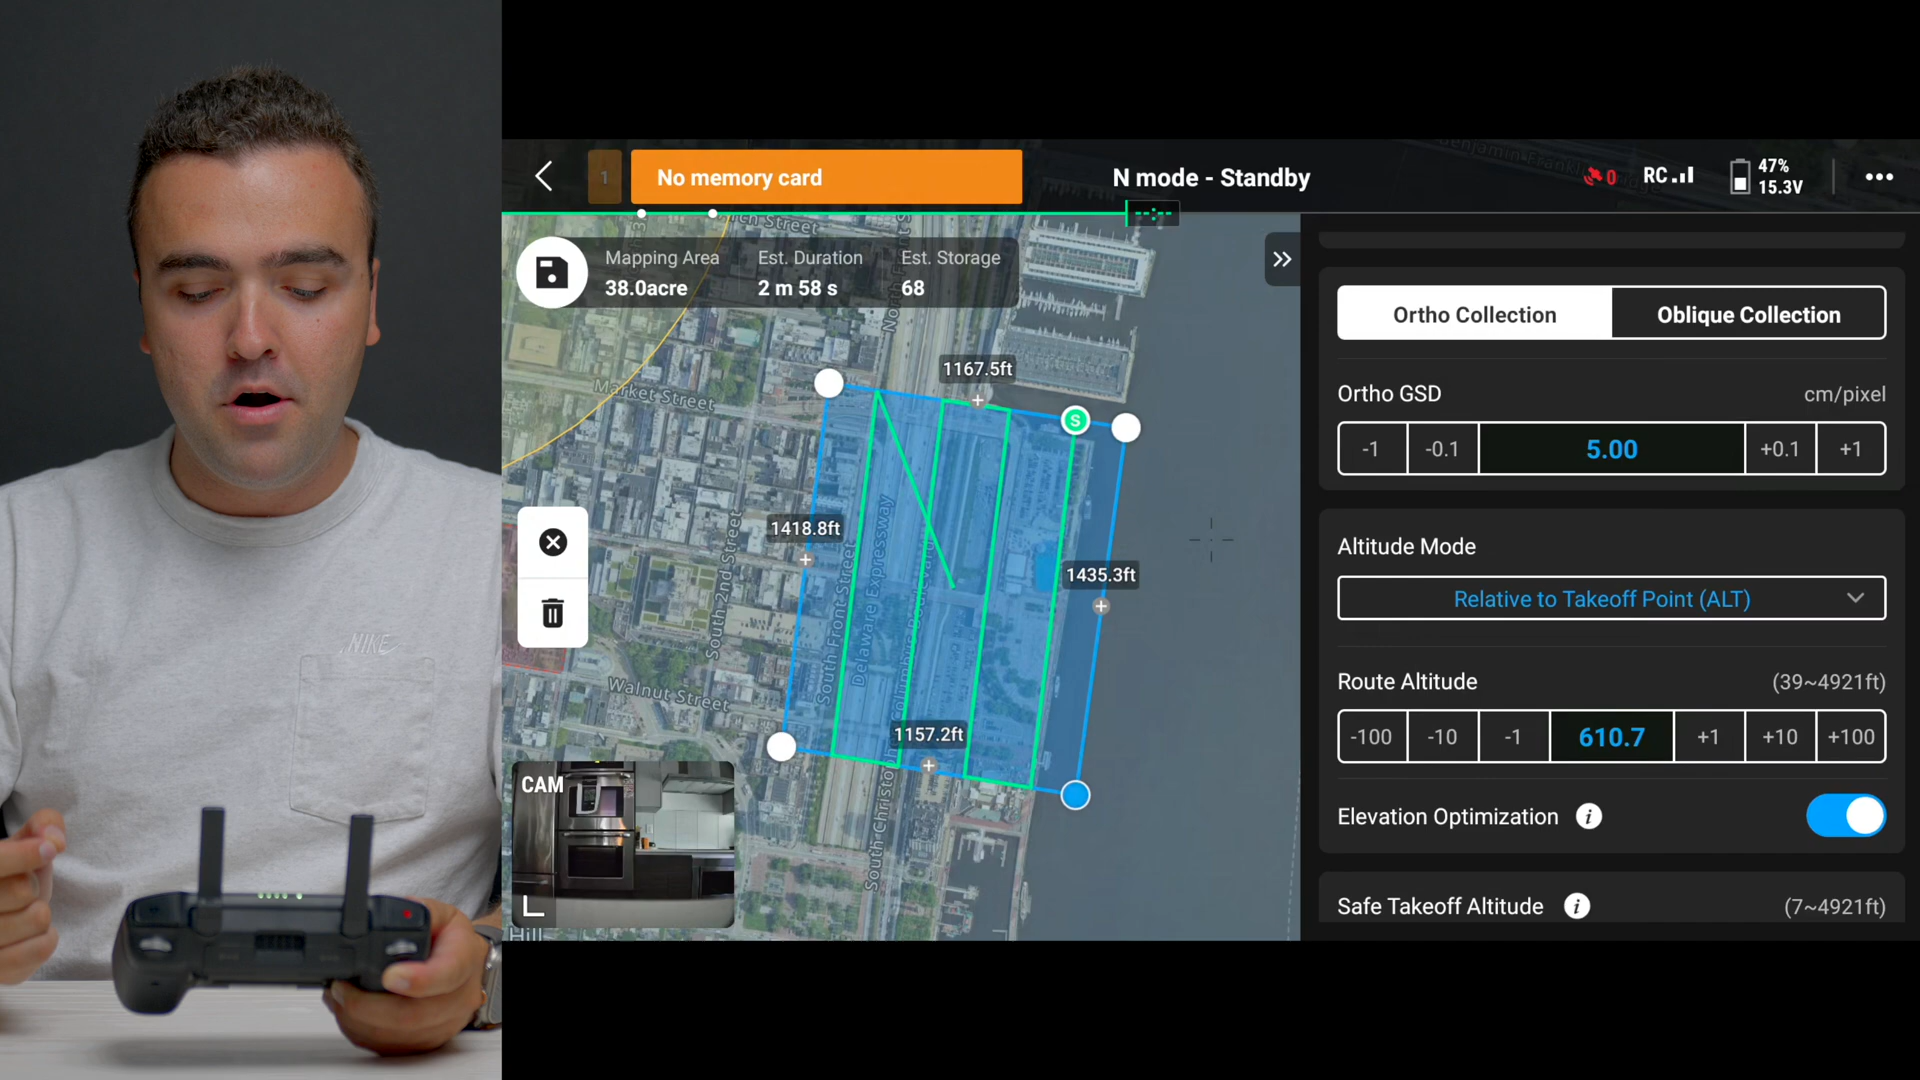 1
No memory card
N mode - Standby
0
RC
47%
15.3V
Mapping Area
Est. Duration
Est. Storage
38.0acre
2 m 58 s
68
Ortho Collection
Oblique Collection
Ortho GSD
cm/pixel
-1
-0.1
5.00
+0.1
+1
Altitude Mode
Relative to Takeoff Point (ALT)
Route Altitude
(39~4921ft)
-100
-10
-1
610.7
+1
+10
+100
Elevation Optimization
Safe Takeoff Altitude
(7~4921ft)
1167.5ft
S
1418.8ft
1435.3ft
1157.2ft
Market Street
South 2nd Street
South Front Street
Delaware Expressway
Walnut Street
CAM
L
Hill
NIKE